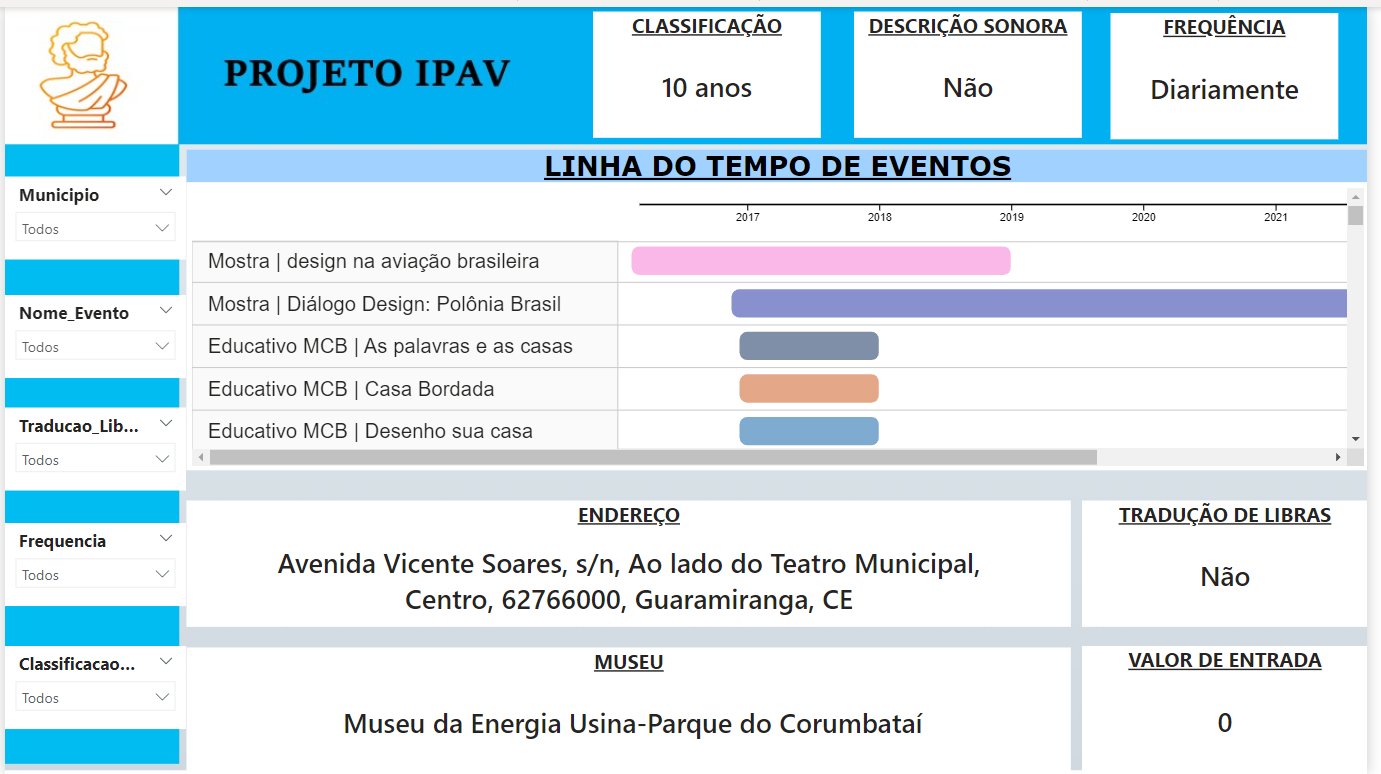 PROJETO IPAV
CLASSIFICAÇÃO
10 anos
DESCRIÇÃO SONORA
Não
FREQUÊNCIA
Diariamente
Municipio
Todos
Nome_Evento
Todos
Traducao_Lib...
Todos
Frequencia
Todos
Classificacao...
Todos
LINHA DO TEMPO DE EVENTOS
2017 2018 2019 2020 2021
Mostra | design na aviação brasileira
Mostra | Diálogo Design: Polônia Brasil
Educativo MCB | As palavras e as casas
Educativo MCB | Casa Bordada
Educativo MCB | Desenho sua casa
ENDEREÇO
Avenida Vicente Soares, s/n, Ao lado do Teatro Municipal,
Centro, 62766000, Guaramiranga, CE
TRADUÇÃO DE LIBRAS
Não
MUSEU
Museu da Energia Usina-Parque do Corumbataí
VALOR DE ENTRADA
0